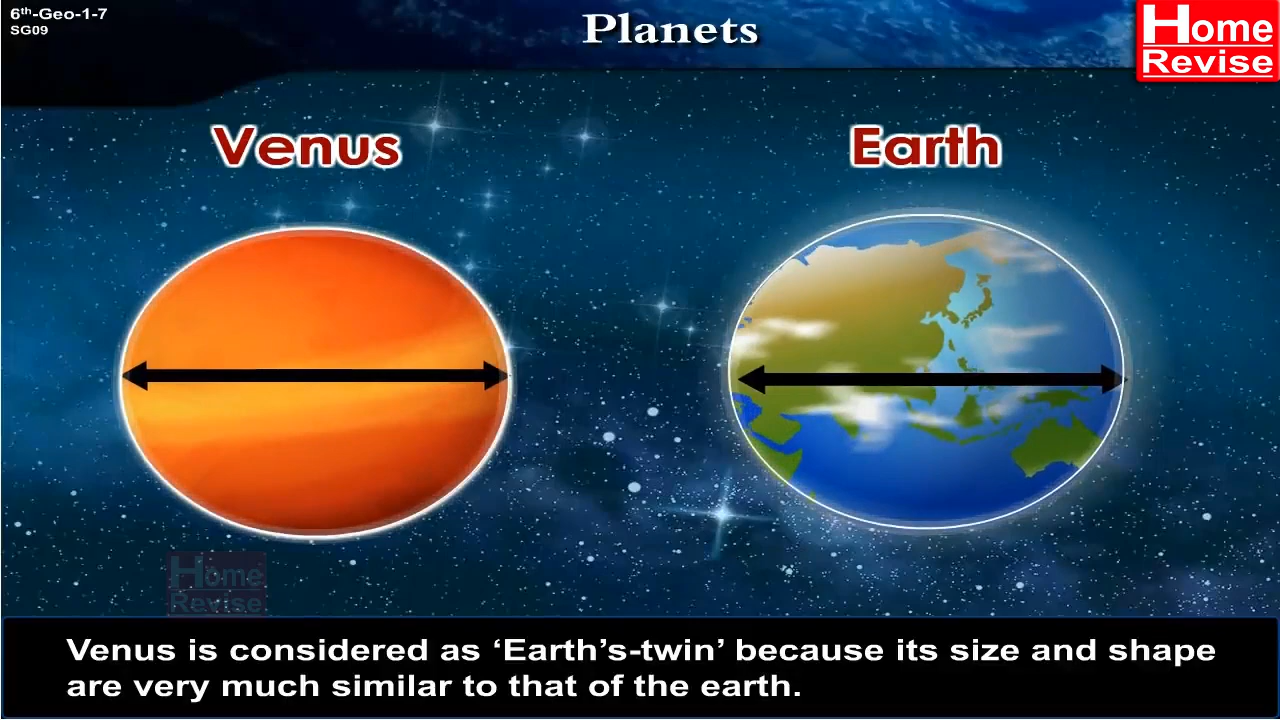 6th-Geo-1-7
SG09
Planets
Home
Revise
Venus
Earth
Home
Revise
Venus is considered as ‘Earth’s-twin’ because its size and shape
are very much similar to that of the earth.